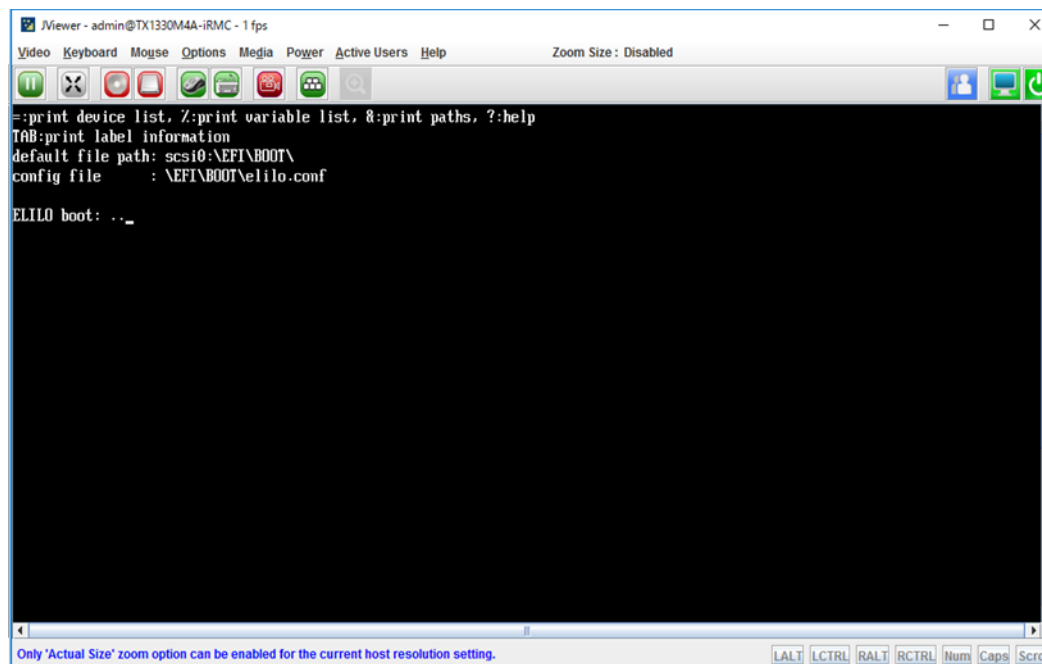 JViewer - admin@TX1330M4A-iRMC - 1 fps
Video Keyboard Mouse Options Media Power Active Users Help Zoom Size : Disabled
=:print device list, %:print variable list, &:print paths, ?:help
TAB:print label information
default file path: scsi0:\EFI\BOOT\
config file : \EFI\BOOT\elilo.conf
ELILO boot: .._
Only 'Actual Size' zoom option can be enabled for the current host resolution setting. LALT LCTRL RALT RCTRL Num Caps Scro